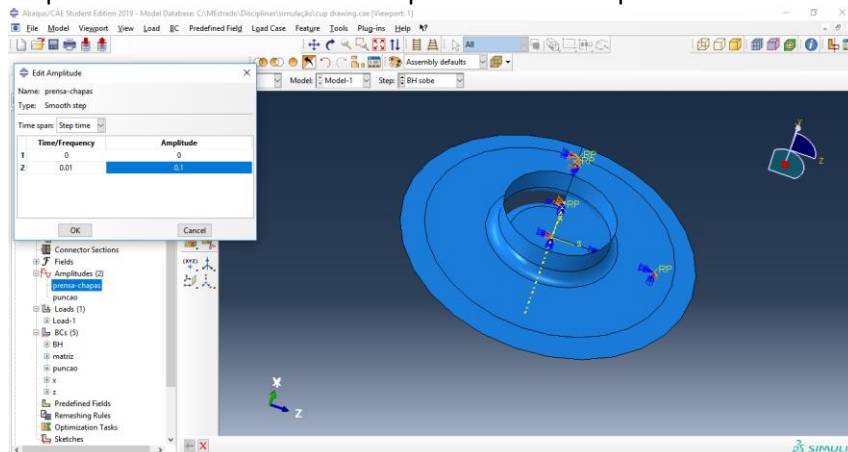 Abaqus/CAE Student Edition 2019 - Model Database: C:\MEstrado\Disciplinas\simulação\cup drawing.cae [Viewport: 1]
File Model Viewport View Load BC Predefined Field Load Case Feature Tools Plug-ins Help
All
Assembly defaults
Model: Model-1 Step: BH sobe
Edit Amplitude
Name: prensa-chapas
Type: Smooth step
Time span: Step time
Time/Frequency Amplitude
1 0 0
2 0.01 0.1
OK Cancel
Connector Sections
Fields
Amplitudes (2)
prensa-chapas
puncao
Loads (1)
Load-1
BCs (5)
BH
matriz
puncao
x
z
Predefined Fields
Remeshing Rules
Optimization Tasks
Sketches
(XYZ)
RP
RP
RP
RP
Z
X
Z
SIMULI